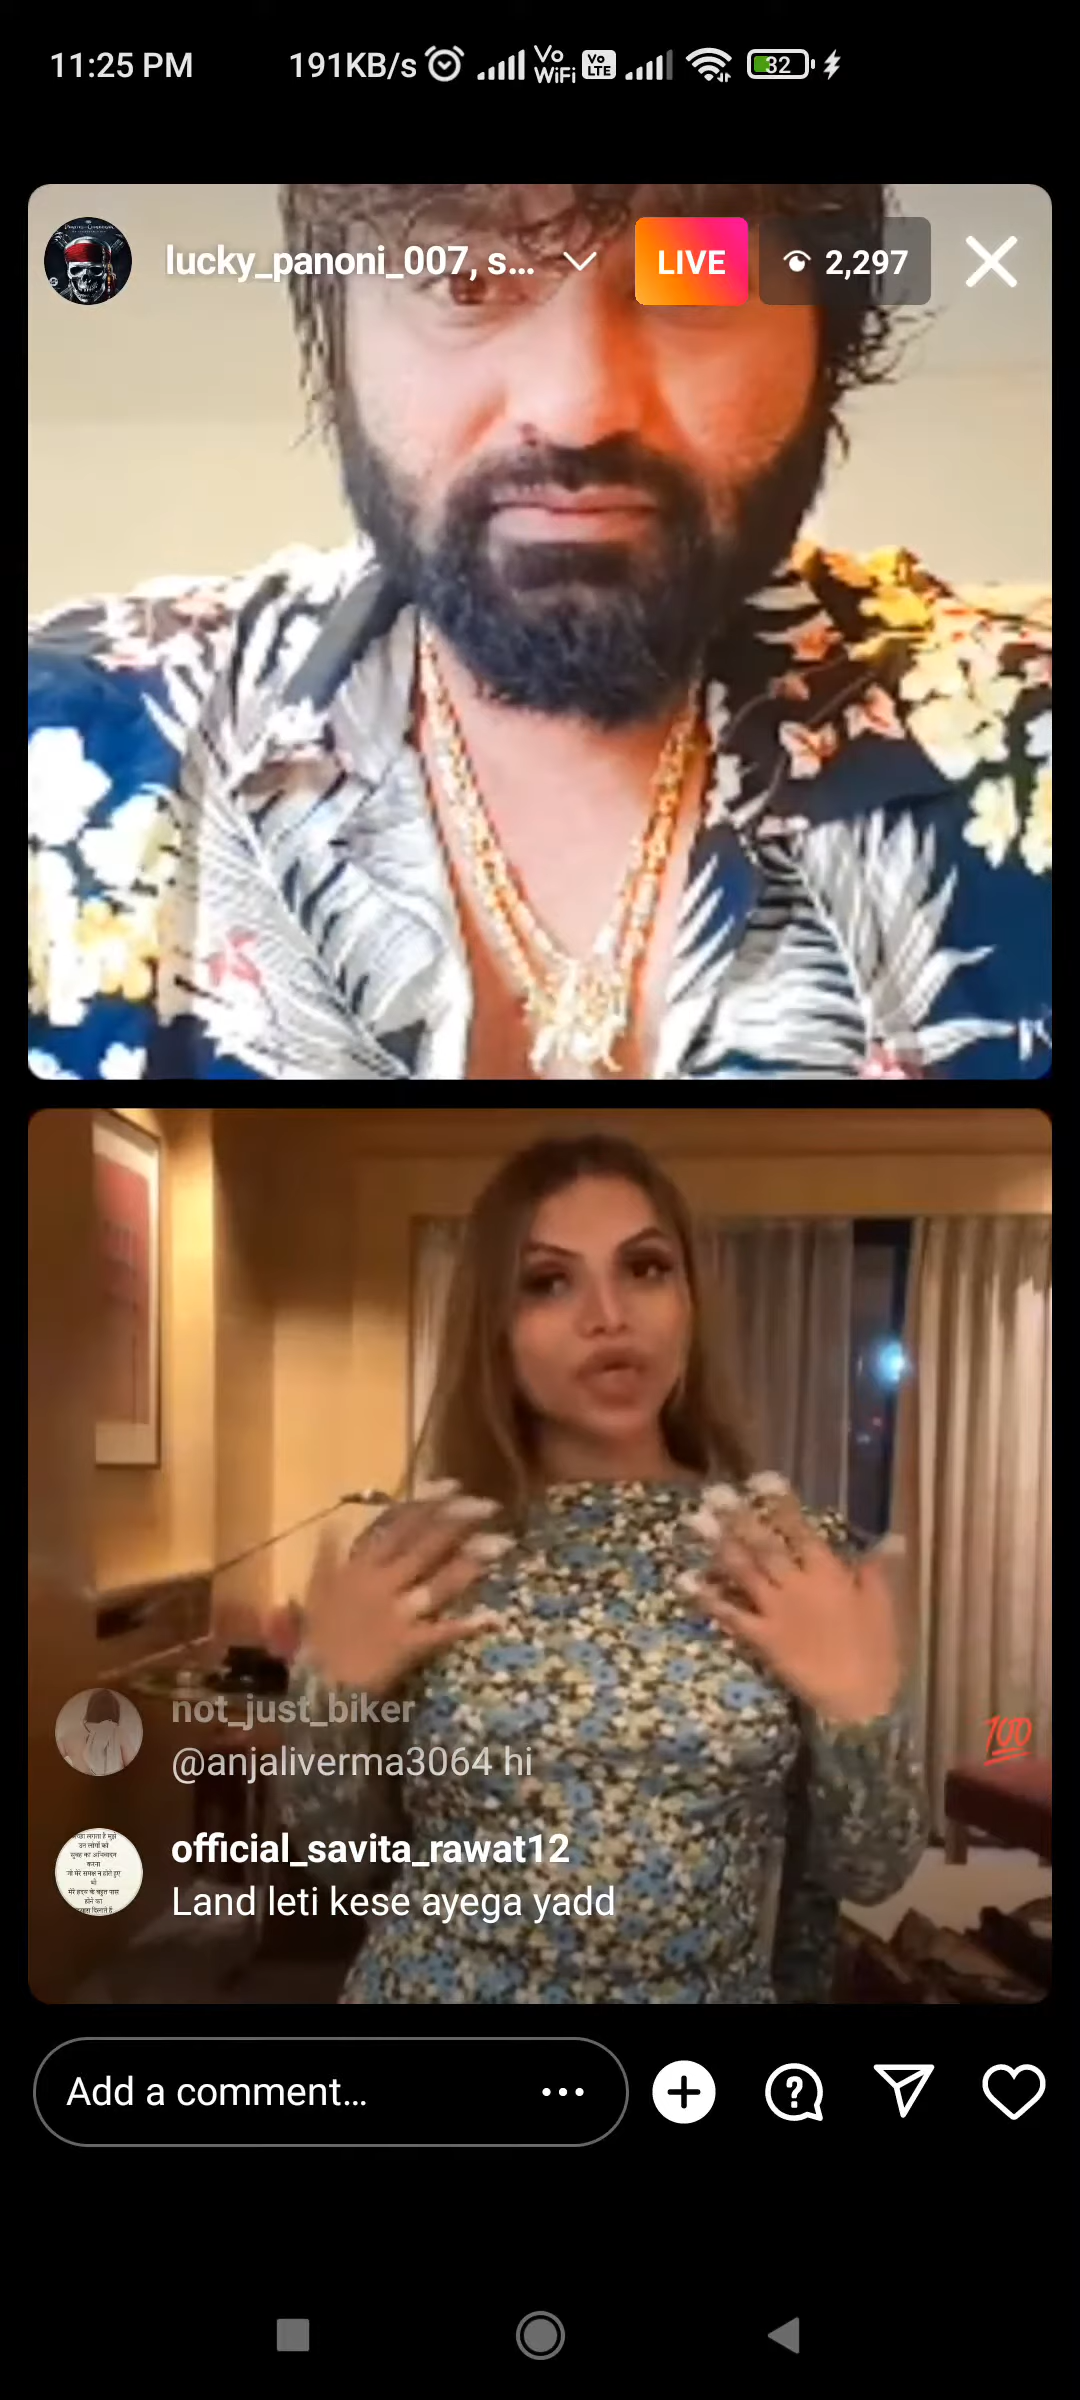 11:25 PM 191KB/s Vo WiFi Vo LTE 32
lucky_panoni_007, s... LIVE 2,297
not_just_biker
@anjaliverma3064 hi
💯
official_savita_rawat12
Land leti kese ayega yadd
Add a comment...